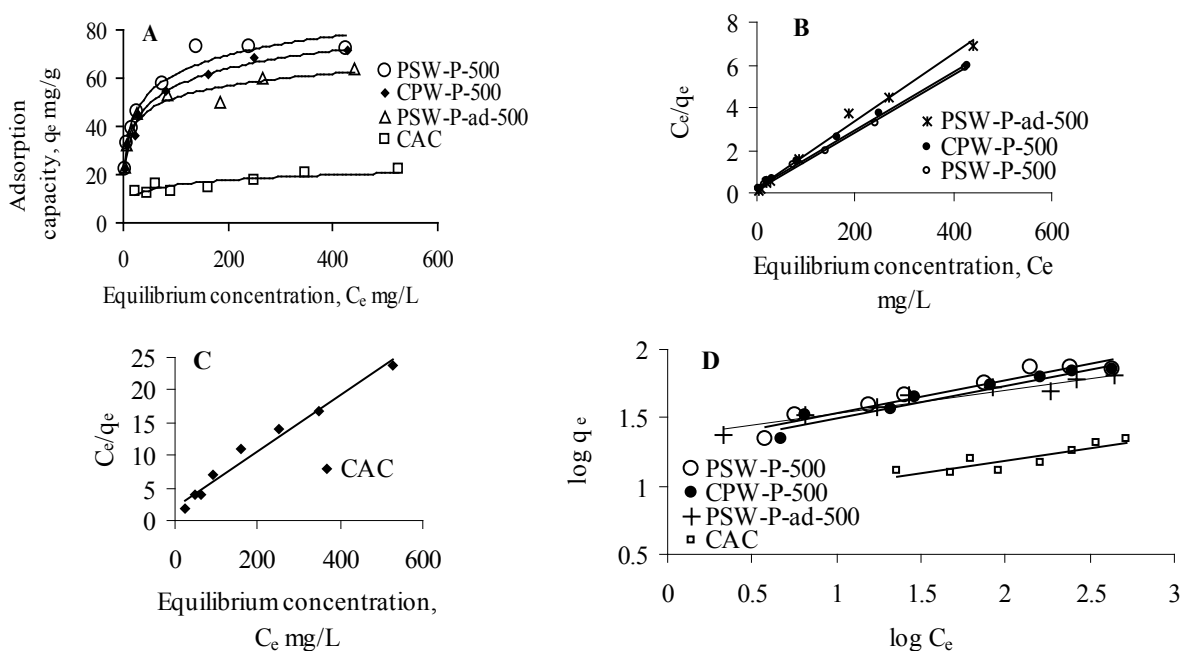 A
80
60
40
20
0
0 200 400 600
Adsorption
capacity, qe mg/g
Equilibrium concentration, Ce mg/L
PSW-P-500
CPW-P-500
PSW-P-ad-500
CAC
B
8
6
4
2
0
0 200 400 600
Ce/qe
Equilibrium concentration, Ce
mg/L
PSW-P-ad-500
CPW-P-500
PSW-P-500
C
25
20
15
10
5
0
0 200 400 600
Ce/qe
CAC
Equilibrium concentration,
Ce mg/L
D
2
1.5
1
0.5
0 0.5 1 1.5 2 2.5 3
log qe
PSW-P-500
CPW-P-500
PSW-P-ad-500
CAC
log Ce